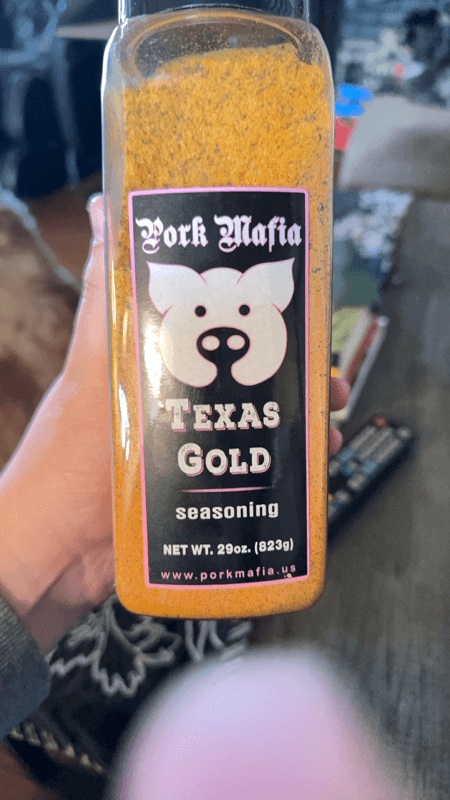 Pork Mafia
TEXAS
GOLD
seasoning
NET WT. 29oz. (823g)
www.porkmafia.us